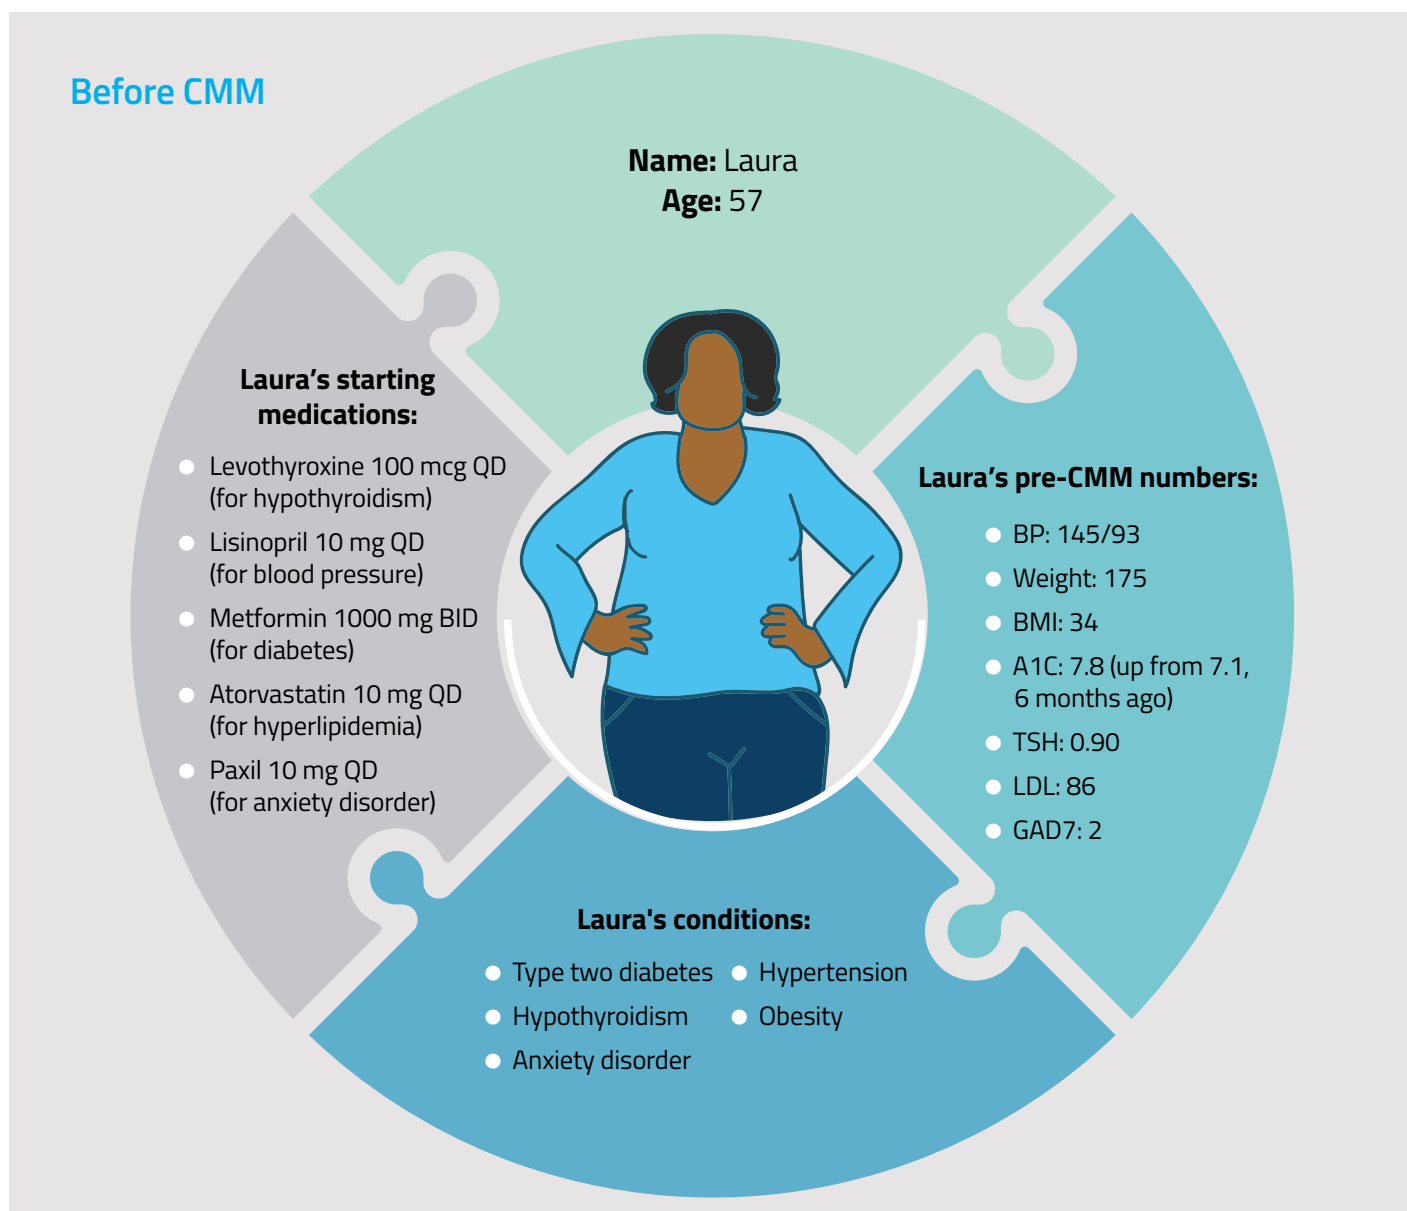 Before CMM
Name: Laura
Age: 57
Laura’s starting
medications:
Levothyroxine 100 mcg QD
(for hypothyroidism)
Lisinopril 10 mg QD
(for blood pressure)
Metformin 1000 mg BID
(for diabetes)
Atorvastatin 10 mg QD
(for hyperlipidemia)
Paxil 10 mg QD
(for anxiety disorder)
Laura’s pre-CMM numbers:
BP: 145/93
Weight: 175
BMI: 34
A1C: 7.8 (up from 7.1,
6 months ago)
TSH: 0.90
LDL: 86
GAD7: 2
Laura's conditions:
Type two diabetes
Hypothyroidism
Anxiety disorder
Hypertension
Obesity